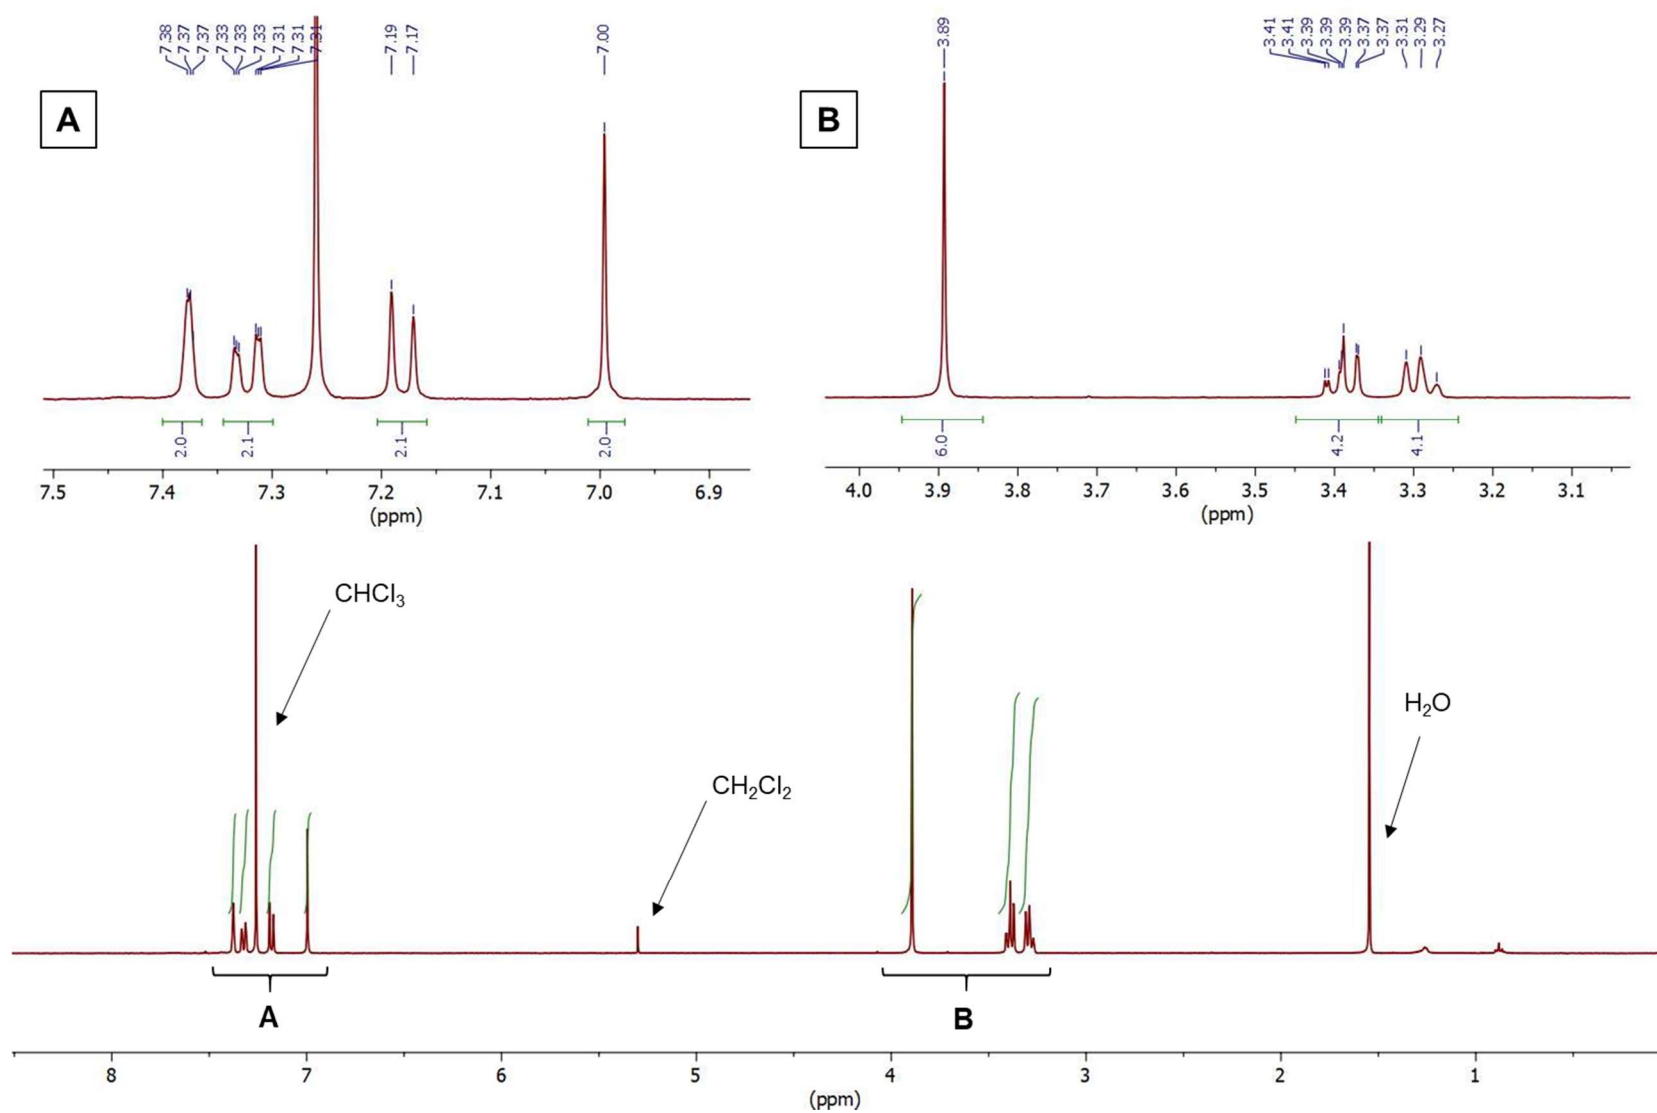 7.38 7.37 7.37 7.33 7.33 7.33 7.31 7.31 7.31 7.19 7.17 7.00
A
2.0 2.1 2.1 2.0
7.5 7.4 7.3 7.2 7.1 7.0 6.9
(ppm)
3.89 3.41 3.41 3.39 3.39 3.39 3.37 3.37 3.31 3.29 3.27
B
6.0 4.2 4.1
4.0 3.9 3.8 3.7 3.6 3.5 3.4 3.3 3.2 3.1
(ppm)
CHCl₃
CH₂Cl₂
H₂O
A
B
8 7 6 5 4 3 2 1
(ppm)